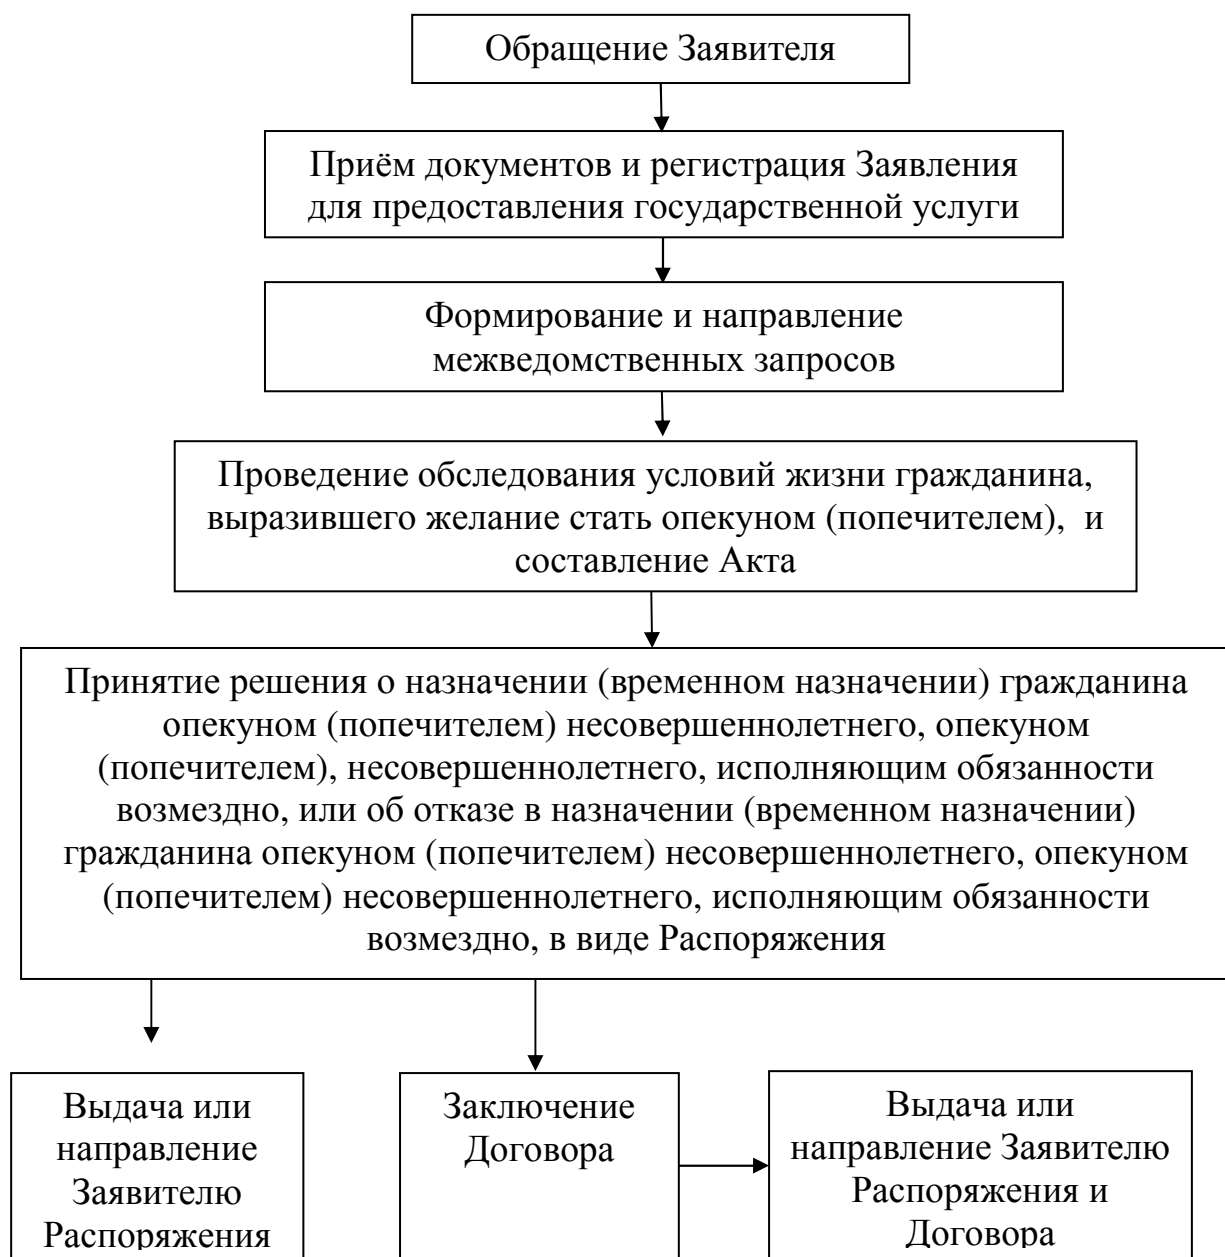 Обращение Заявителя
Приём документов и регистрация Заявления
для предоставления государственной услуги
Формирование и направление
межведомственных запросов
Проведение обследования условий жизни гражданина,
выразившего желание стать опекуном (попечителем),  и
составление Акта
Принятие решения о назначении (временном назначении) гражданина
опекуном (попечителем) несовершеннолетнего, опекуном
(попечителем), несовершеннолетнего, исполняющим обязанности
возмездно, или об отказе в назначении (временном назначении)
гражданина опекуном (попечителем) несовершеннолетнего, опекуном
(попечителем) несовершеннолетнего, исполняющим обязанности
возмездно, в виде Распоряжения
Выдача или
направление
Заявителю
Распоряжения
Заключение
Договора
Выдача или
направление Заявителю
Распоряжения и
Договора